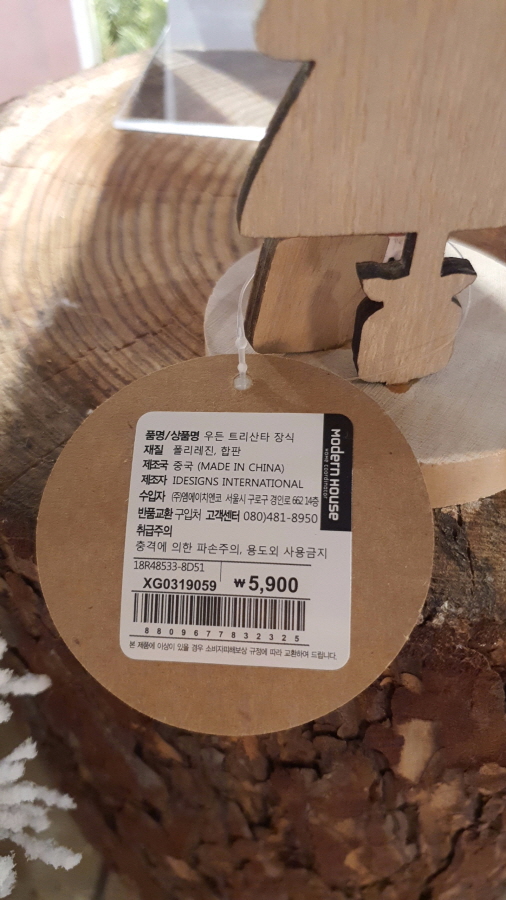 품명/상품명 우든 트리산타 장식
재질 폴리레진, 합판
제조국 중국 (MADE IN CHINA)
제조자 IDESIGNS INTERNATIONAL
수입자 (주)엠에이치앤코 서울시 구로구 경인로 662 14층
반품교환 구입처 고객센터 080)481-8950
취급주의
충격에 의한 파손주의, 용도외 사용금지
MODERN HOUSE
HOME COORDINATOR
18R48533-8D51
XG0319059 ₩5,900
8809677832325
본 제품에 이상이 있을 경우 소비자피해보상 규정에 따라 교환하여 드립니다.